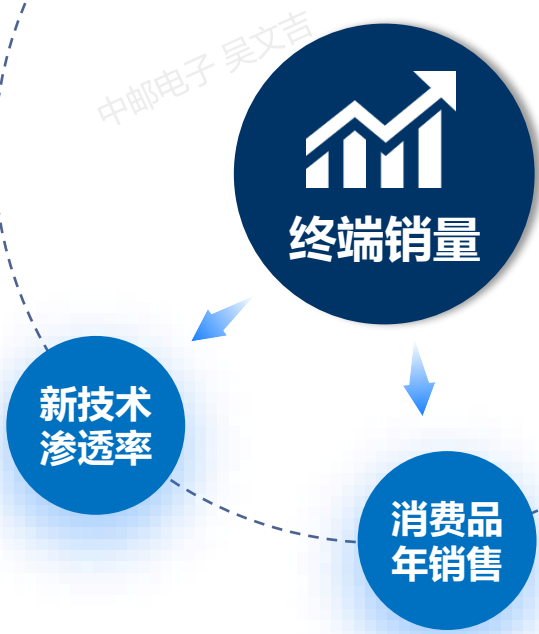 中邮电子 吴文吉
终端销量
新技术
渗透率
消费品
年销售